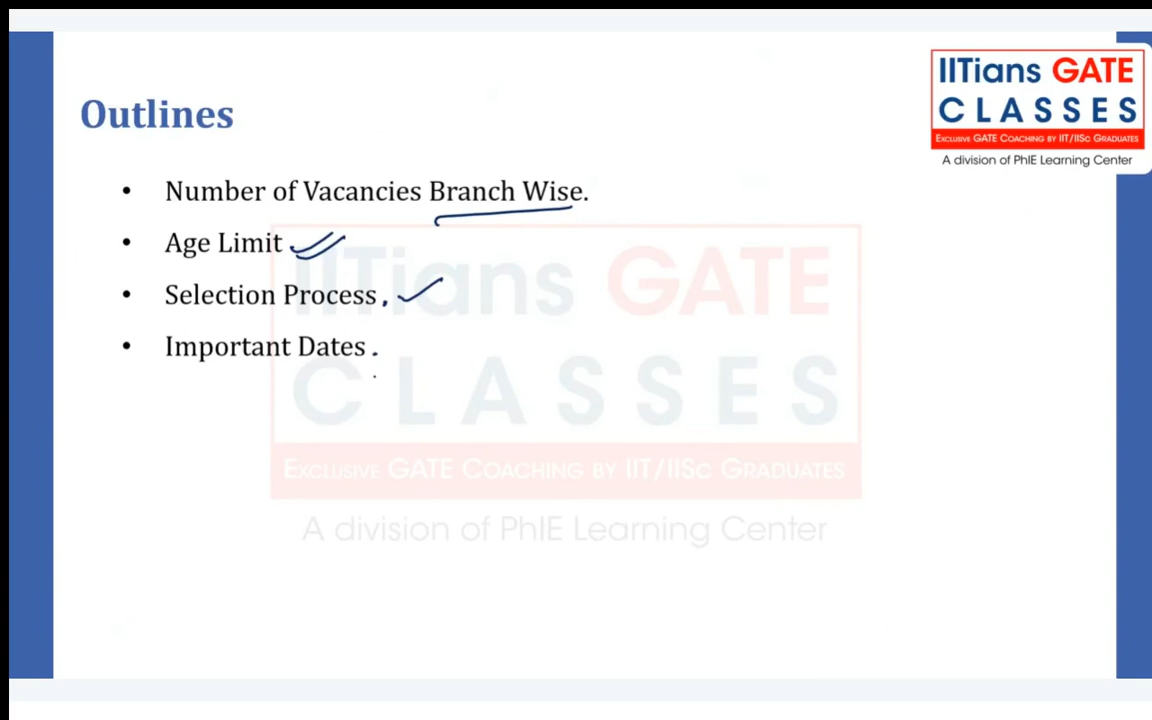 IITians GATE
CLASSES
EXCLUSIVE GATE COACHING BY IIT/IISc GRADUATES
A division of PhIE Learning Center
Outlines
• Number of Vacancies Branch Wise.
• Age Limit
• Selection Process.
• Important Dates.
IITians GATE
CLASSES
EXCLUSIVE GATE COACHING BY IIT/IISc GRADUATES
A division of PhIE Learning Center